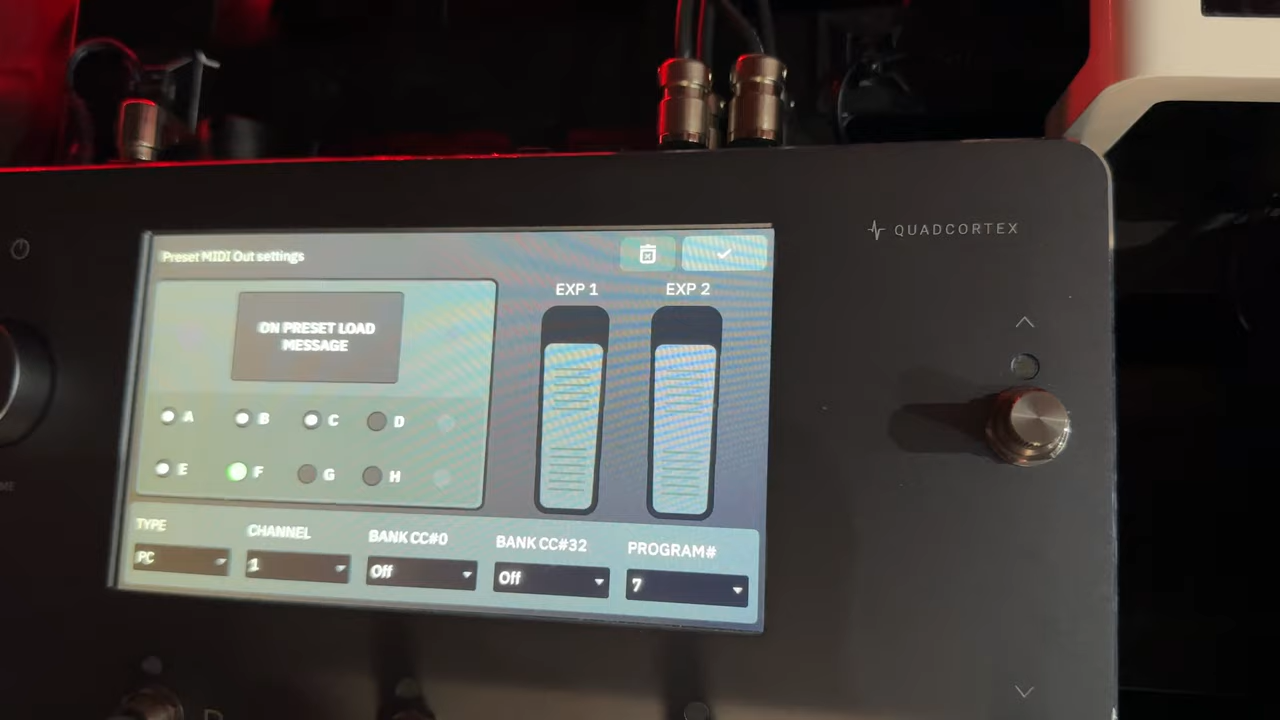 QUADCORTEX
Preset MIDI Out settings
EXP 1
EXP 2
ON PRESET LOAD
MESSAGE
A
B
C
D
E
F
G
H
TYPE
CHANNEL
BANK CC#0
BANK CC#32
PROGRAM#
PC
1
Off
Off
7